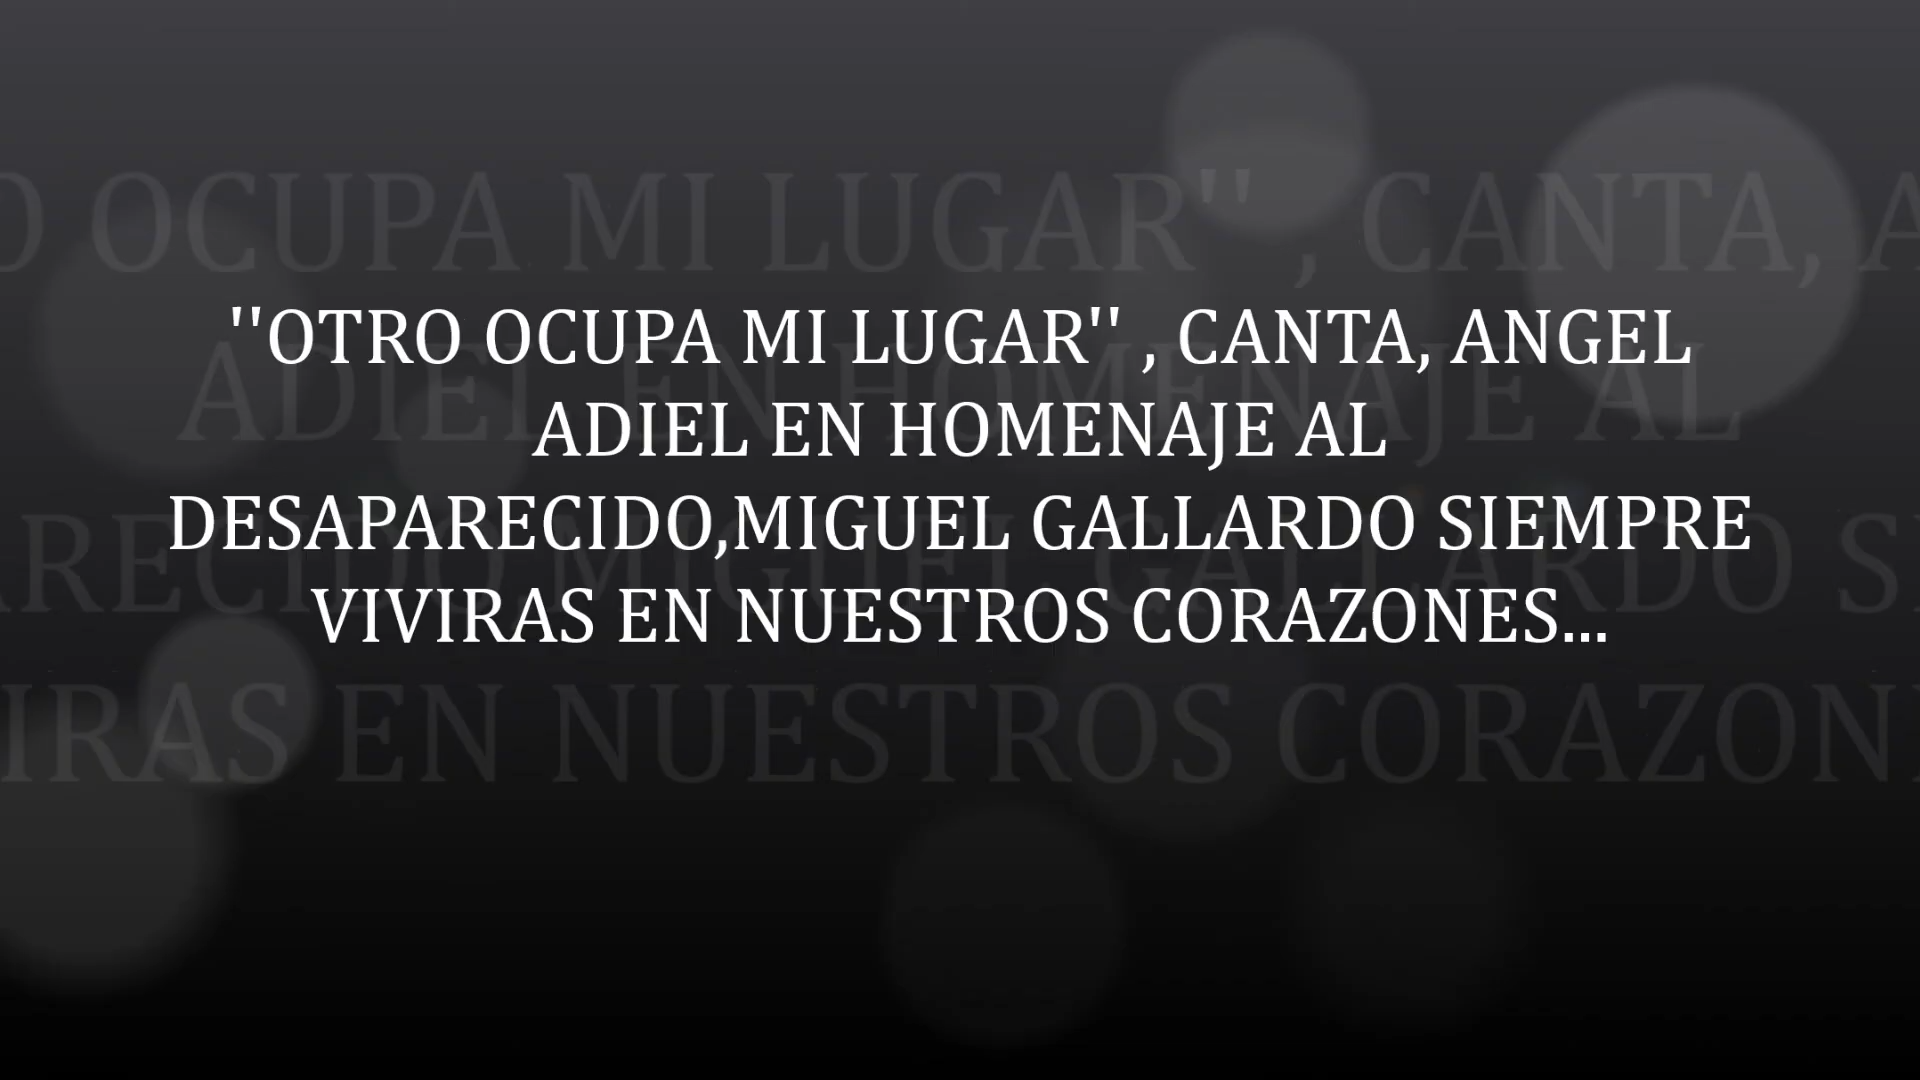 ''OTRO OCUPA MI LUGAR'' , CANTA, ANGEL
ADIEL EN HOMENAJE AL
DESAPARECIDO,MIGUEL GALLARDO SIEMPRE
VIVIRAS EN NUESTROS CORAZONES...